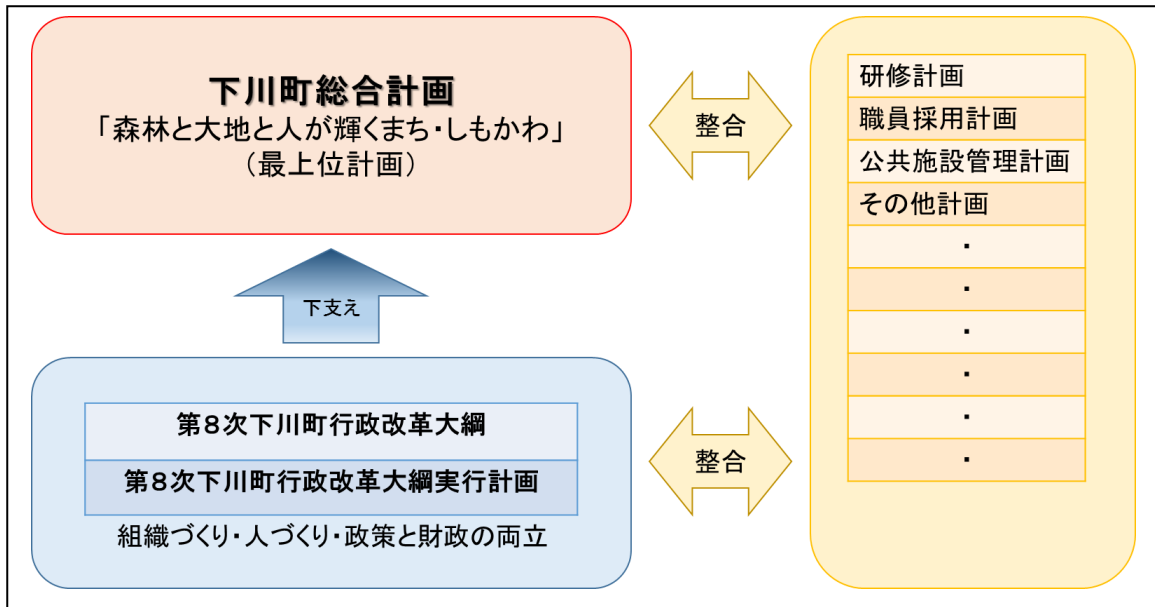 下川町総合計画
「森林と大地と人が輝くまち・しもかわ」
（最上位計画）
整合
研修計画
職員採用計画
公共施設管理計画
その他計画
・
・
・
・
・
・
下支え
第８次下川町行政改革大綱
第８次下川町行政改革大綱実行計画
組織づくり・人づくり・政策と財政の両立
整合